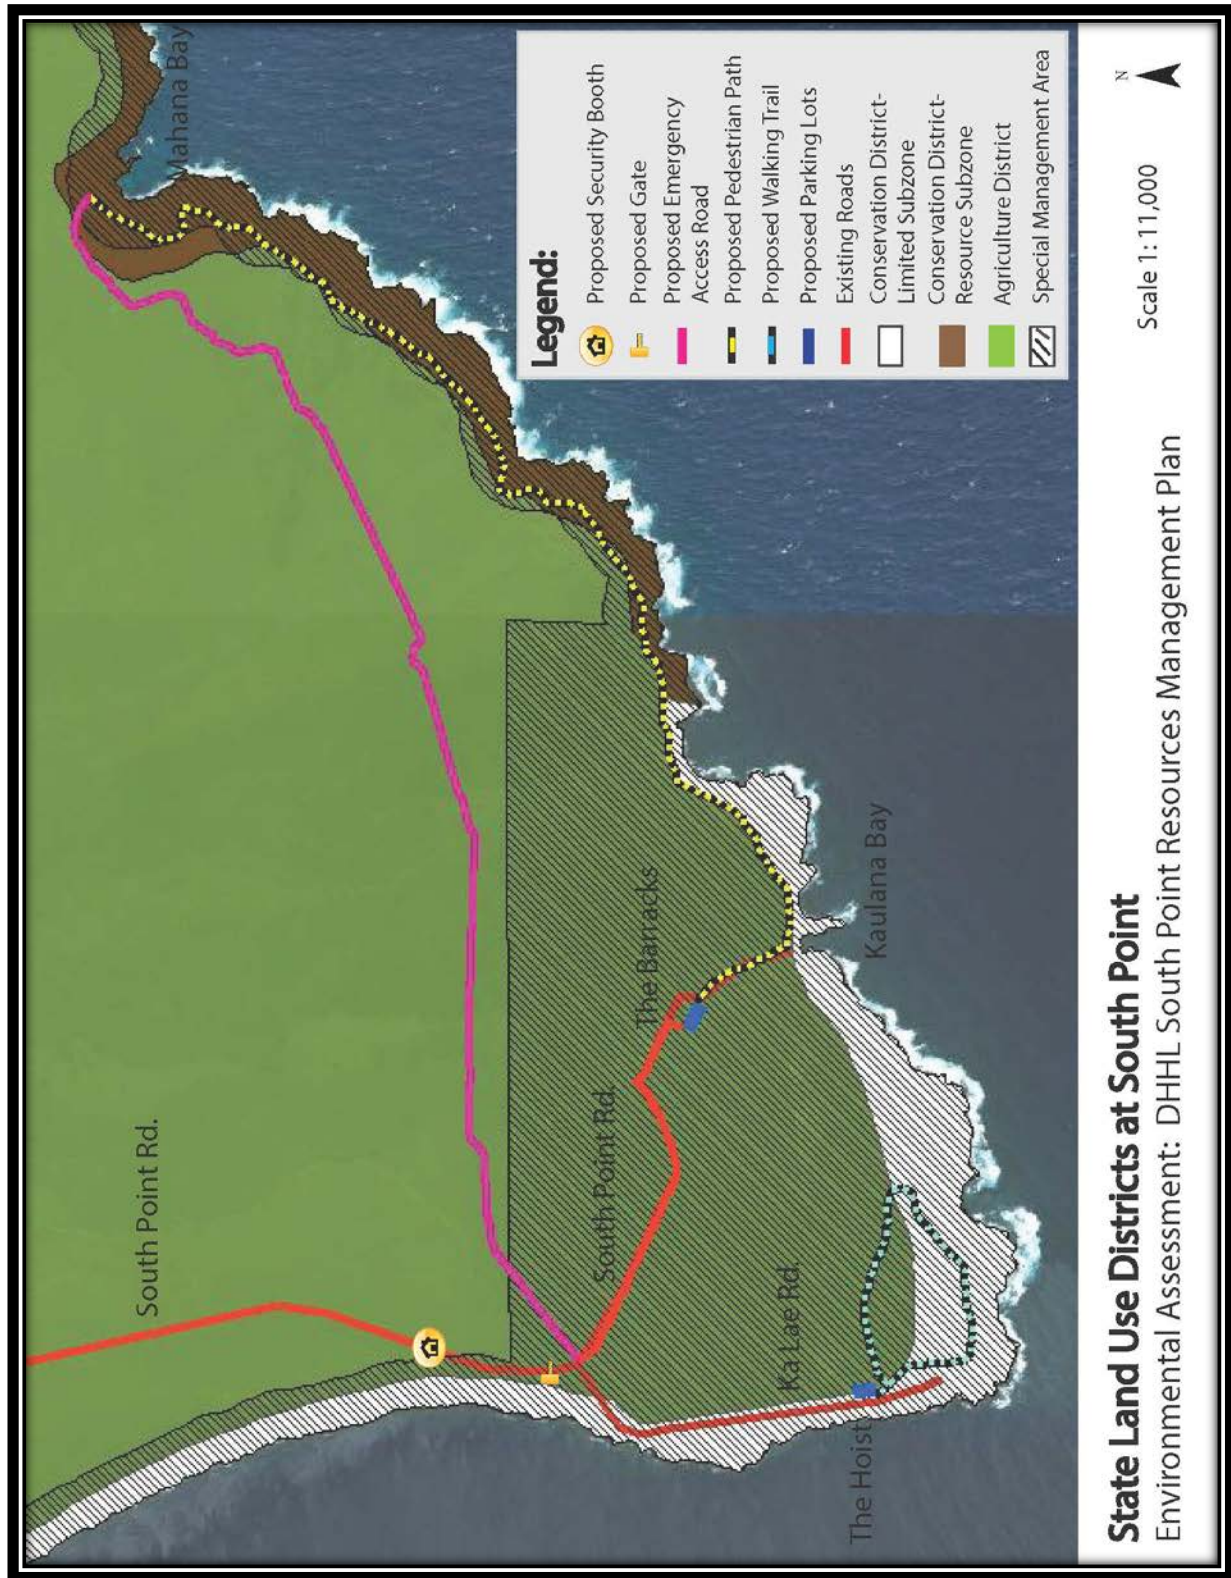 South Point Rd.
Mahana Bay
The Barracks
South Point Rd.
Ka Lae Rd.
The Hoist
Kaulana Bay
Legend:
Proposed Security Booth
Proposed Gate
Proposed Emergency
Access Road
Proposed Pedestrian Path
Proposed Walking Trail
Proposed Parking Lots
Existing Roads
Conservation District-
Limited Subzone
Conservation District-
Resource Subzone
Agriculture District
Special Management Area
State Land Use Districts at South Point
Environmental Assessment: DHHL South Point Resources Management Plan
Scale 1: 11,000
N